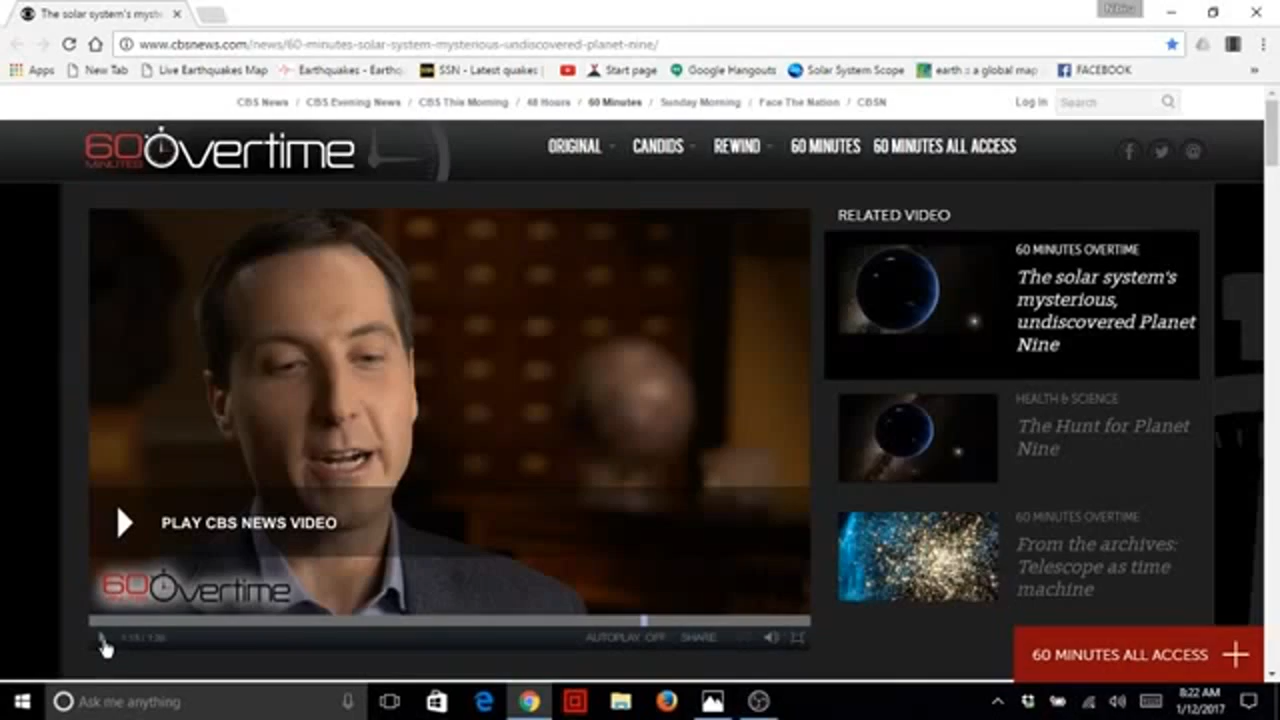 The solar system's myst
Nibiru
www.cbsnews.com/news/60-minutes-solar-system-mysterious-undiscovered-planet-nine/
Apps New Tab Live Earthquakes Map Earthquakes - Earthq SSN - Latest quakes | Start page Google Hangouts Solar System Scope earth :: a global map FACEBOOK »
CBS News / CBS Evening News / CBS This Morning / 48 Hours / 60 Minutes / Sunday Morning / Face The Nation / CBSN Log In Search
60 MINUTES Overtime
ORIGINAL CANDIDS REWIND 60 MINUTES 60 MINUTES ALL ACCESS
RELATED VIDEO
60 MINUTES OVERTIME
The solar system's
mysterious,
undiscovered Planet
Nine
HEALTH & SCIENCE
The Hunt for Planet
Nine
60 MINUTES OVERTIME
From the archives:
Telescope as time
machine
PLAY CBS NEWS VIDEO
60 Overtime
AUTOPLAY: OFF SHARE
60 MINUTES ALL ACCESS +
Ask me anything
8:22 AM
1/12/2017